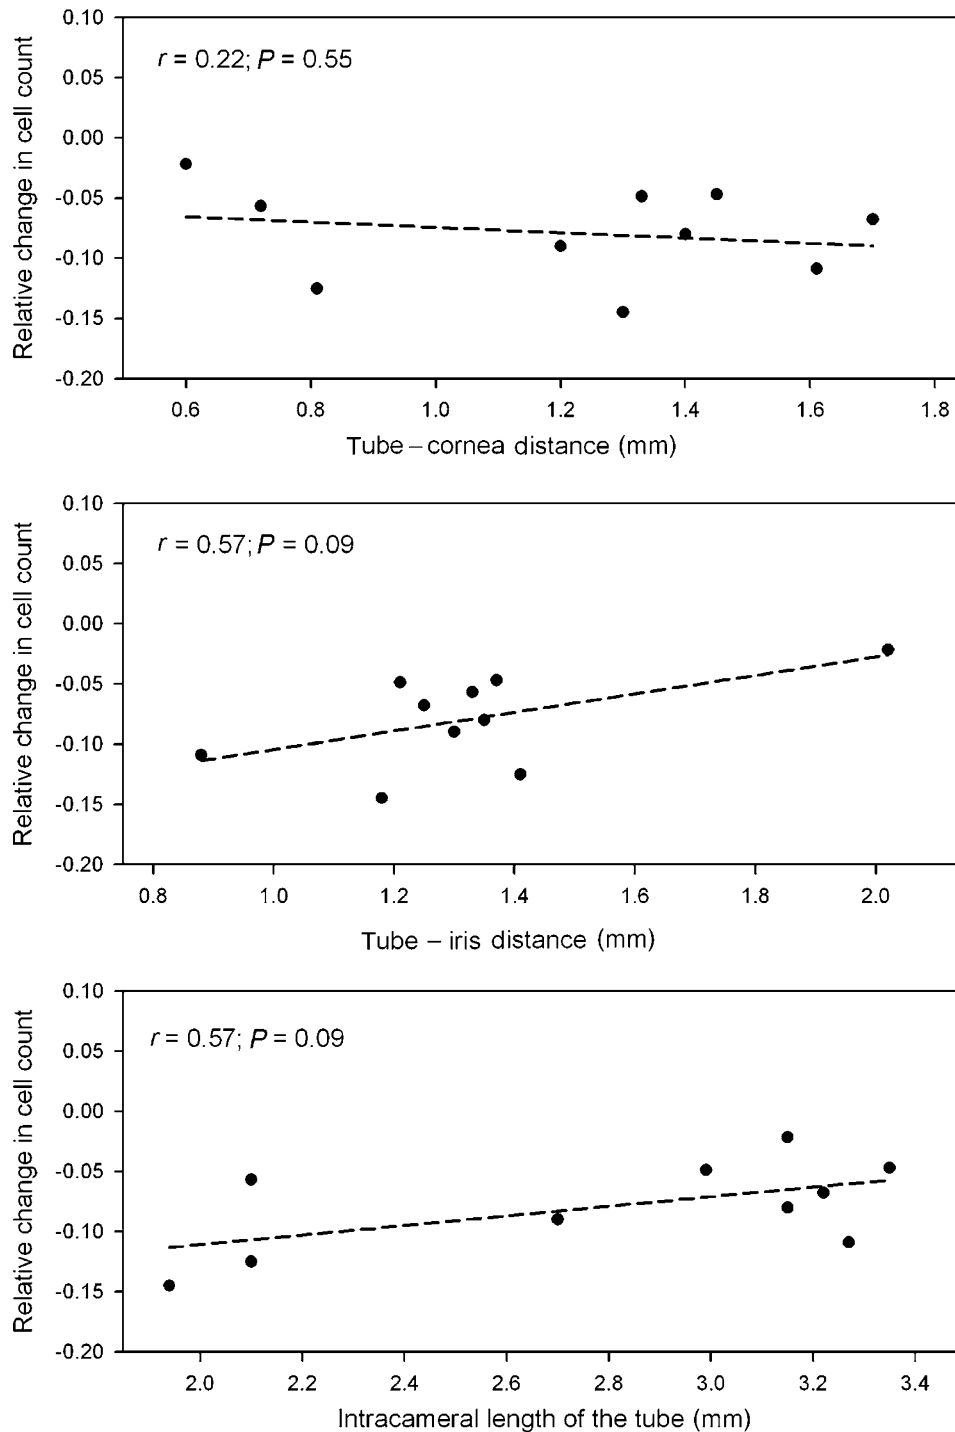 0.10
0.05
0.00
-0.05
-0.10
-0.15
-0.20
Relative change in cell count
r = 0.22; P = 0.55
0.6 0.8 1.0 1.2 1.4 1.6 1.8
Tube – cornea distance (mm)
0.10
0.05
0.00
-0.05
-0.10
-0.15
-0.20
Relative change in cell count
r = 0.57; P = 0.09
0.8 1.0 1.2 1.4 1.6 1.8 2.0
Tube – iris distance (mm)
0.10
0.05
0.00
-0.05
-0.10
-0.15
-0.20
Relative change in cell count
r = 0.57; P = 0.09
2.0 2.2 2.4 2.6 2.8 3.0 3.2 3.4
Intracameral length of the tube (mm)